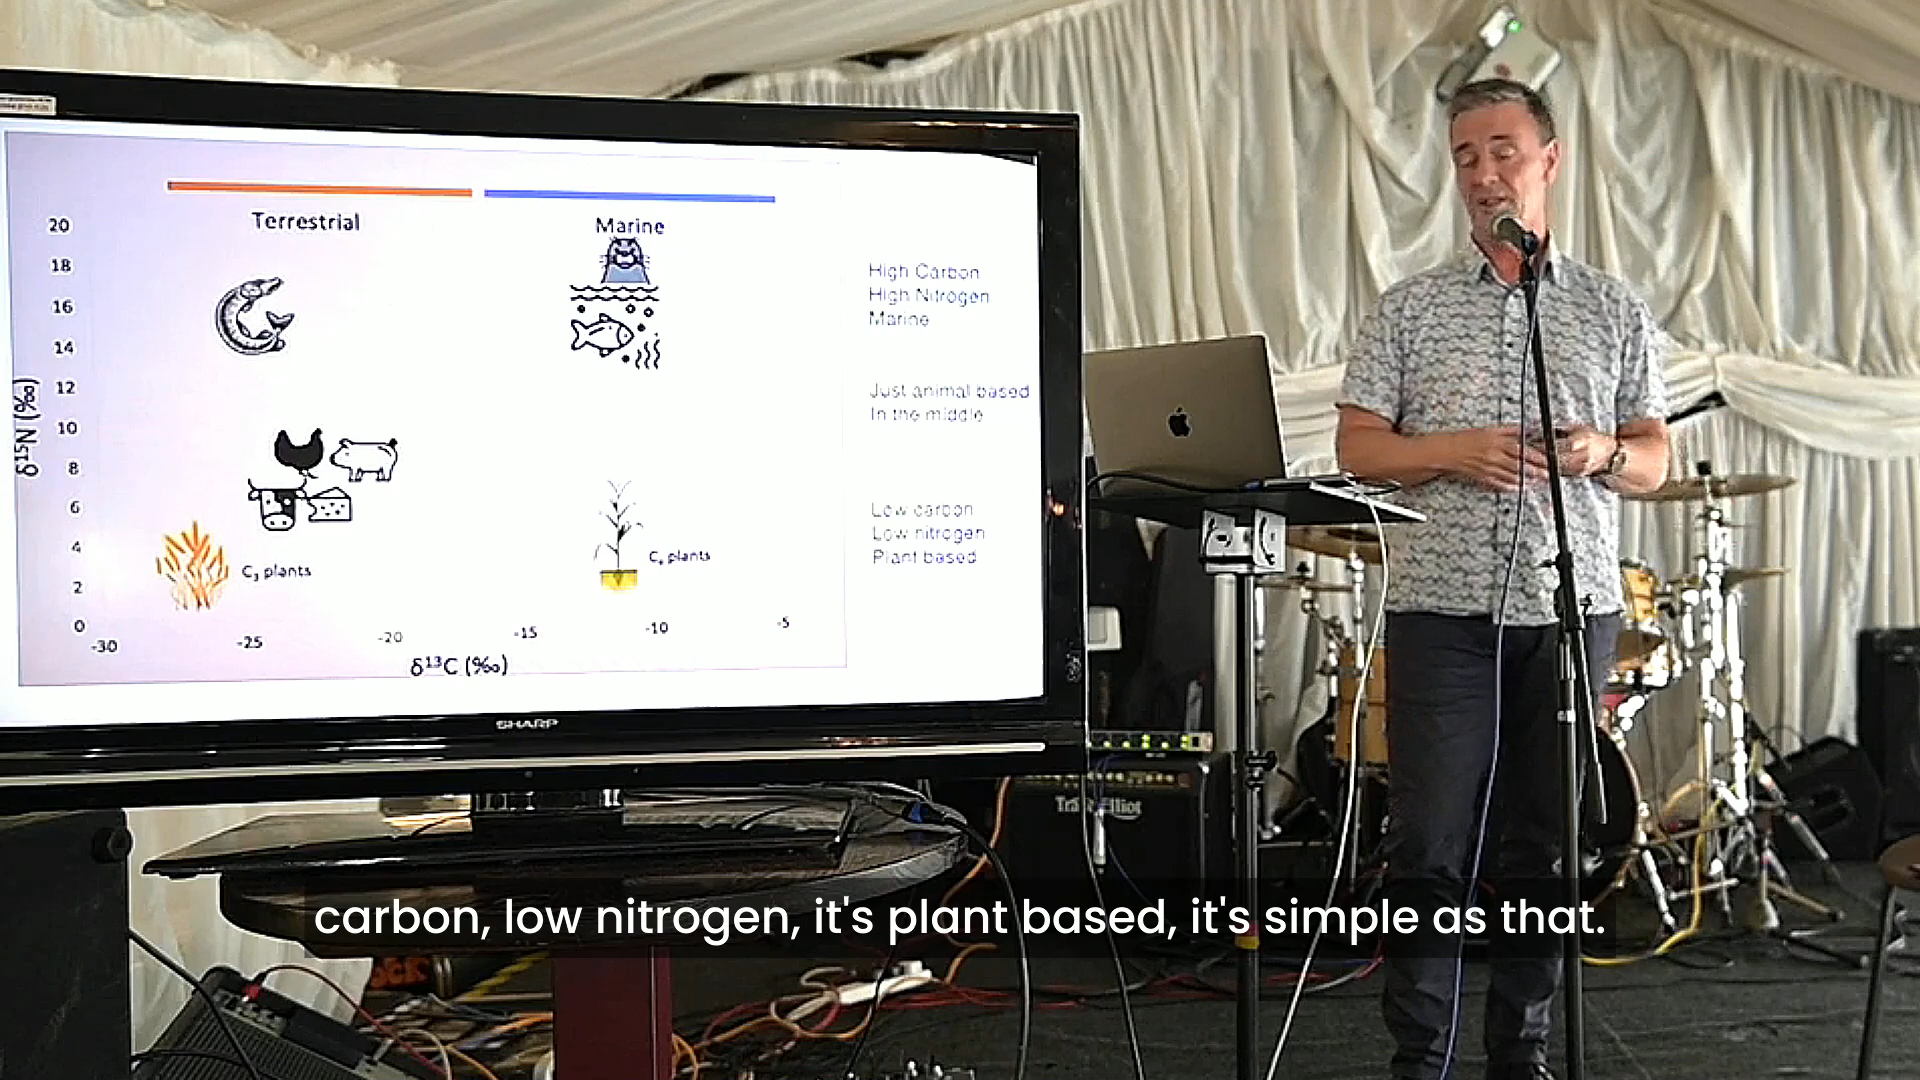 Terrestrial
Marine
20
18
16
14
12
10
8
6
4
2
0
δ¹⁵N (‰)
-30
-25
-20
-15
-10
-5
δ¹³C (‰)
C₃ plants
C₄ plants
High Carbon
High Nitrogen
Marine
Just animal based
In the middle
Low carbon
Low nitrogen
Plant based
SHARP
Trace Elliot
carbon, low nitrogen, it's plant based, it's simple as that.